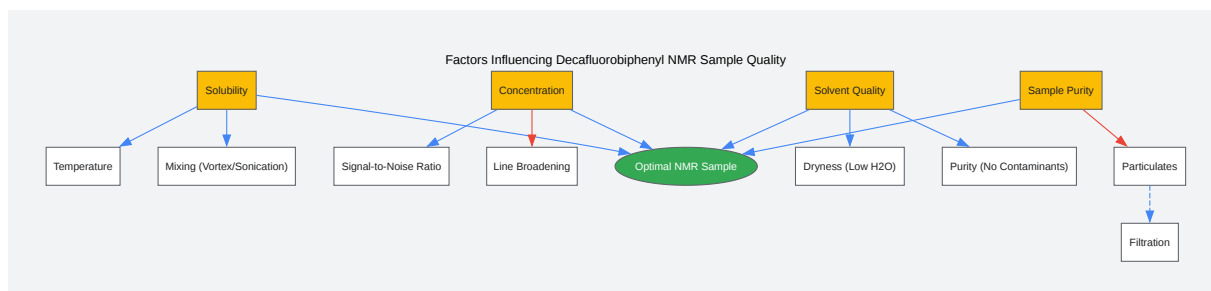 Factors Influencing Decafluorobiphenyl NMR Sample Quality
Solubility
Concentration
Solvent Quality
Sample Purity
Temperature
Mixing (Vortex/Sonication)
Signal-to-Noise Ratio
Line Broadening
Optimal NMR Sample
Dryness (Low H2O)
Purity (No Contaminants)
Particulates
Filtration